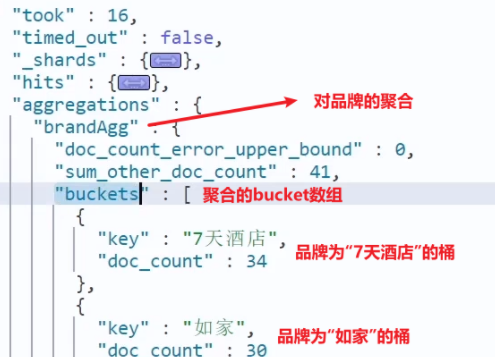 "took" : 16,
"timed_out" : false,
"_shards" : {},
"hits" : {},
"aggregations" : {
对品牌的聚合
"brandAgg" : {
"doc_count_error_upper_bound" : 0,
"sum_other_doc_count" : 41,
"buckets" : [ 聚合的bucket数组
{
"key" : "7天酒店",
"doc_count" : 34 品牌为“7天酒店”的桶
},
{
"key" : "如家", 品牌为“如家”的桶
"doc_count" : 30